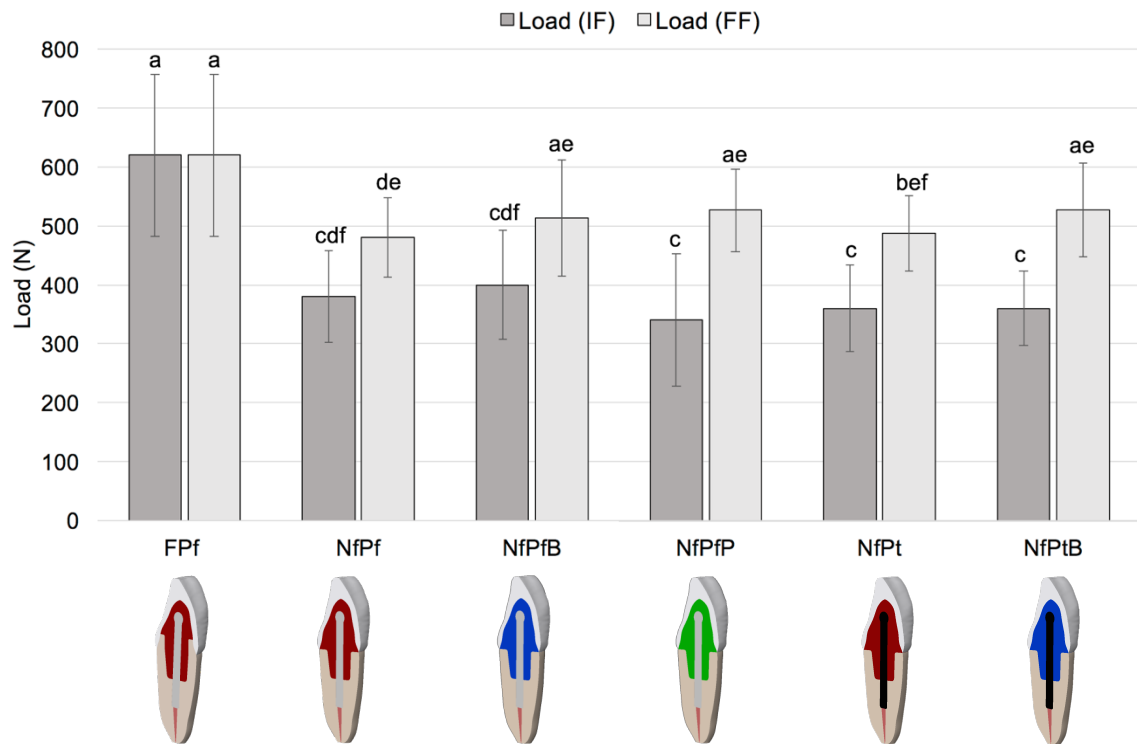 Load (IF) Load (FF)
800
700
600
500
400
300
200
100
0
Load (N)
a a
cdf de
cdf ae
c ae
c bef
c ae
FPf NfPf NfPfB NfPfP NfPt NfPtB